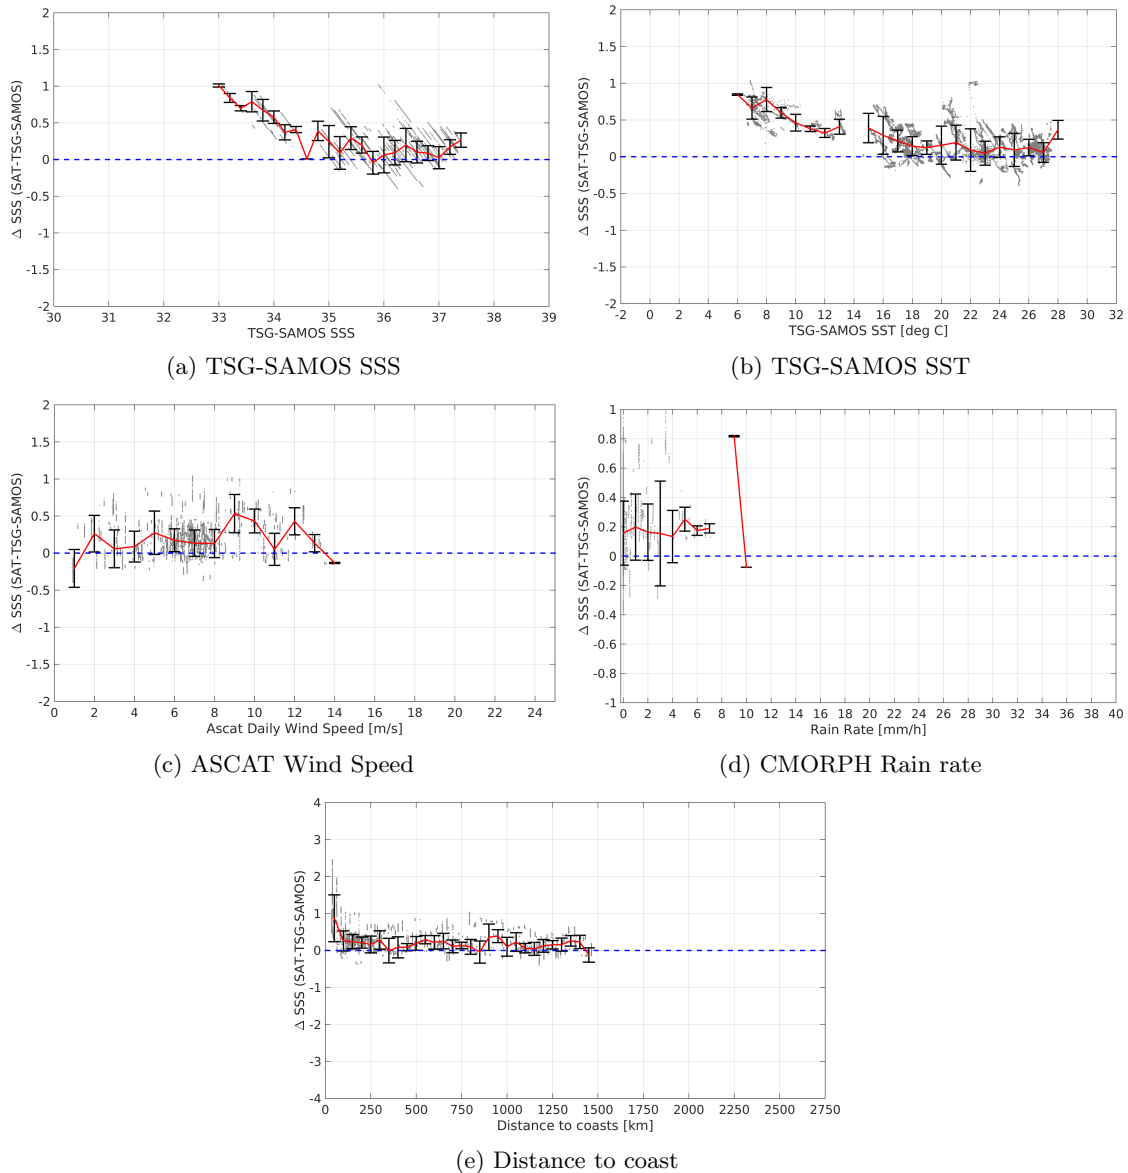 2
1.5
1
0.5
0
-0.5
-1
-1.5
-2
Δ SSS (SAT-TSG-SAMOS)
30 31 32 33 34 35 36 37 38 39
TSG-SAMOS SSS
(a) TSG-SAMOS SSS
2
1.5
1
0.5
0
-0.5
-1
-1.5
-2
Δ SSS (SAT-TSG-SAMOS)
-2 0 2 4 6 8 10 12 14 16 18 20 22 24 26 28 30 32
TSG-SAMOS SST [deg C]
(b) TSG-SAMOS SST
2
1.5
1
0.5
0
-0.5
-1
-1.5
-2
Δ SSS (SAT-TSG-SAMOS)
0 2 4 6 8 10 12 14 16 18 20 22 24
Ascat Daily Wind Speed [m/s]
(c) ASCAT Wind Speed
1
0.8
0.6
0.4
0.2
0
-0.2
-0.4
-0.6
-0.8
-1
Δ SSS (SAT-TSG-SAMOS)
0 2 4 6 8 10 12 14 16 18 20 22 24 26 28 30 32 34 36 38 40
Rain Rate [mm/h]
(d) CMORPH Rain rate
4
3
2
1
0
-1
-2
-3
-4
Δ SSS (SAT-TSG-SAMOS)
0 250 500 750 1000 1250 1500 1750 2000 2250 2500 2750
Distance to coasts [km]
(e) Distance to coast